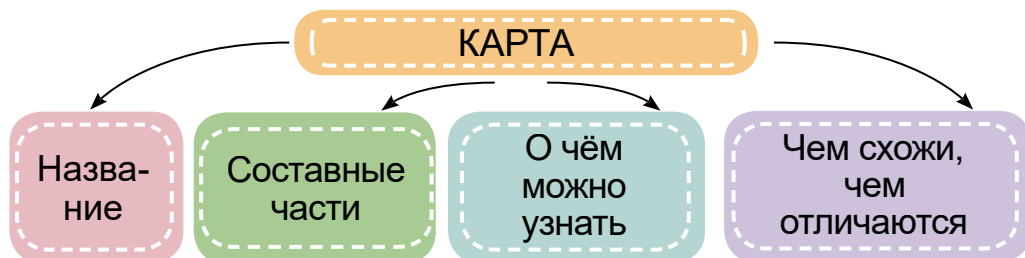 КАРТА
Назва-
ние
Составные
части
О чём
можно
узнать
Чем схожи,
чем
отличаются